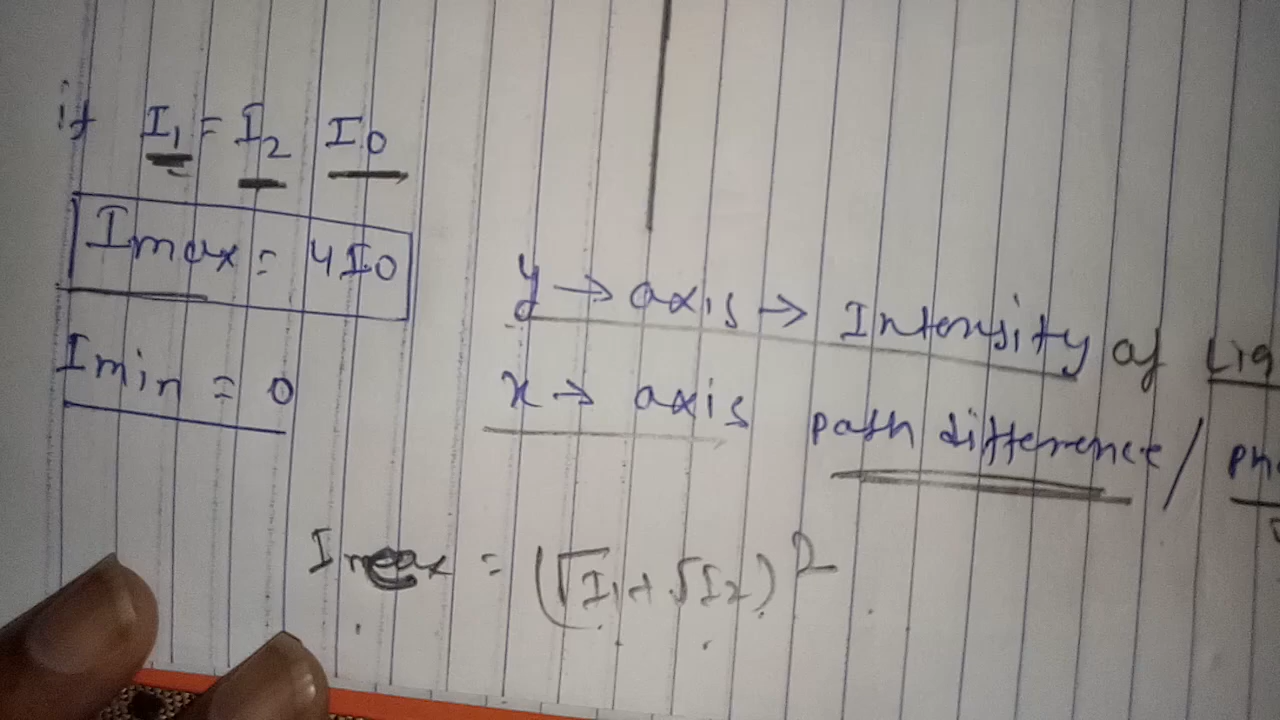 if I₁ = I₂ I0
Imax = 4I0
Imin = 0
y → axis → Intensity of Lig
x → axis path difference / pha
Imax = (√I₁ + √I₂)²